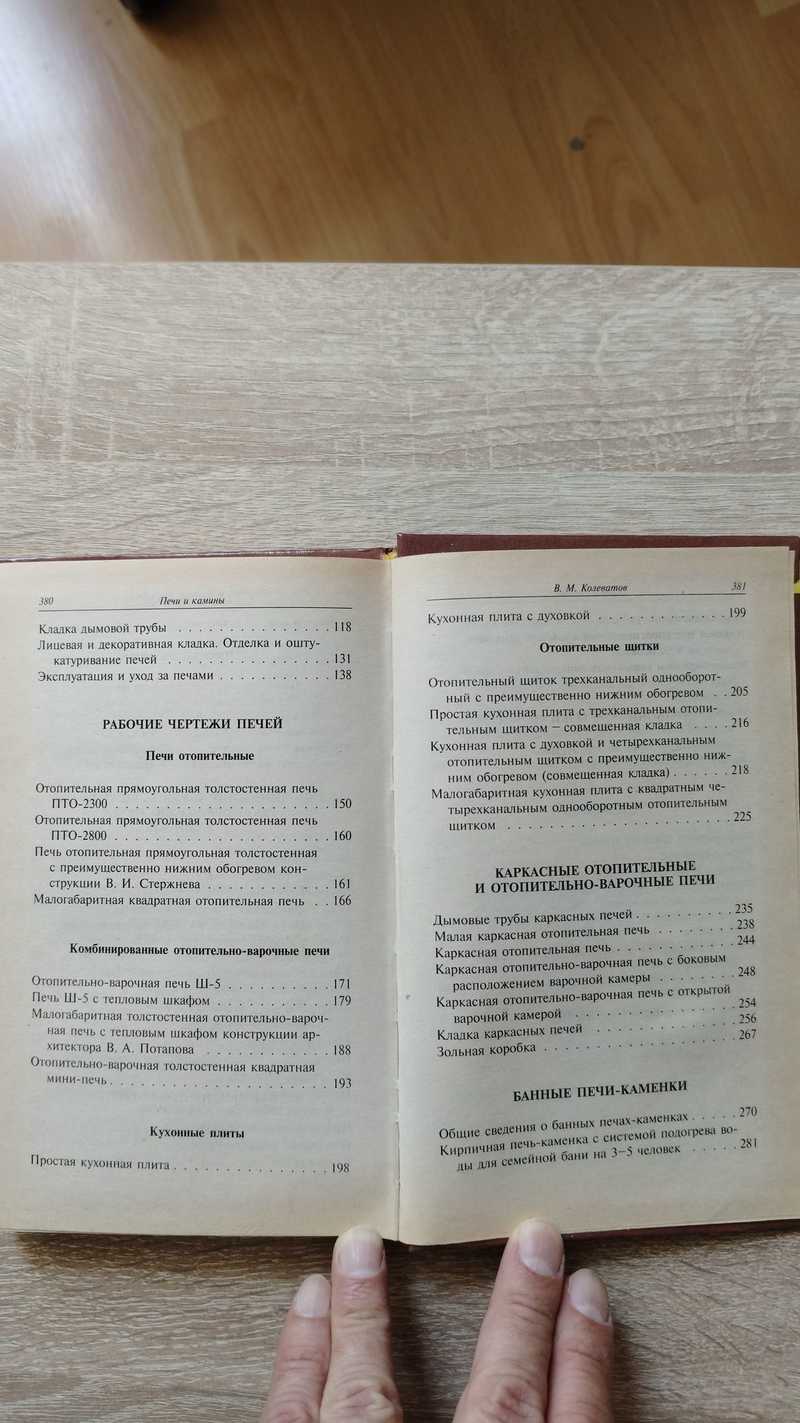 380 Печи и камины
Кладка дымовой трубы . . . . . . . . . . . . . . . 118
Лицевая и декоративная кладка. Отделка и ошту-
катуривание печей . . . . . . . . . . . . . . . . 131
Эксплуатация и уход за печами . . . . . . . . . . . 138
РАБОЧИЕ ЧЕРТЕЖИ ПЕЧЕЙ
Печи отопительные
Отопительная прямоугольная толстостенная печь
ПТО-2300 . . . . . . . . . . . . . . . . . . . . . 150
Отопительная прямоугольная толстостенная печь
ПТО-2800 . . . . . . . . . . . . . . . . . . . . . 160
Печь отопительная прямоугольная толстостенная
с преимущественно нижним обогревом кон-
струкции В. И. Стержнева . . . . . . . . . . . . 161
Малогабаритная квадратная отопительная печь . . 166
Комбинированные отопительно-варочные печи
Отопительно-варочная печь Ш-5 . . . . . . . . . . 171
Печь Ш-5 с тепловым шкафом . . . . . . . . . . . 179
Малогабаритная толстостенная отопительно-вароч-
ная печь с тепловым шкафом конструкции ар-
хитектора В. А. Потапова . . . . . . . . . . . . 188
Отопительно-варочная толстостенная квадратная
мини-печь . . . . . . . . . . . . . . . . . . . . . 193
Кухонные плиты
Простая кухонная плита . . . . . . . . . . . . . . . 198
В. М. Колеватов 381
Кухонная плита с духовкой . . . . . . . . . . . . . 199
Отопительные щитки
Отопительный щиток трехканальный однооборот-
ный с преимущественно нижним обогревом . . 205
Простая кухонная плита с трехканальным отопи-
тельным щитком — совмещенная кладка . . . . 216
Кухонная плита с духовкой и четырехканальным
отопительным щитком с преимущественно ниж-
ним обогревом (совмещенная кладка) . . . . . . 218
Малогабаритная кухонная плита с квадратным че-
тырехканальным однооборотным отопительным
щитком . . . . . . . . . . . . . . . . . . . . . . 225
КАРКАСНЫЕ ОТОПИТЕЛЬНЫЕ
И ОТОПИТЕЛЬНО-ВАРОЧНЫЕ ПЕЧИ
Дымовые трубы каркасных печей . . . . . . . . . . 235
Малая каркасная отопительная печь . . . . . . . . 238
Каркасная отопительная печь . . . . . . . . . . . . 244
Каркасная отопительно-варочная печь с боковым
расположением варочной камеры . . . . . . . . 248
Каркасная отопительно-варочная печь с открытой
варочной камерой . . . . . . . . . . . . . . . . 254
Кладка каркасных печей . . . . . . . . . . . . . . 256
Зольная коробка . . . . . . . . . . . . . . . . . . . 267
БАННЫЕ ПЕЧИ-КАМЕНКИ
Общие сведения о банных печах-каменках . . . . . 270
Кирпичная печь-каменка с системой подогрева во-
ды для семейной бани на 3—5 человек . . . . . 281